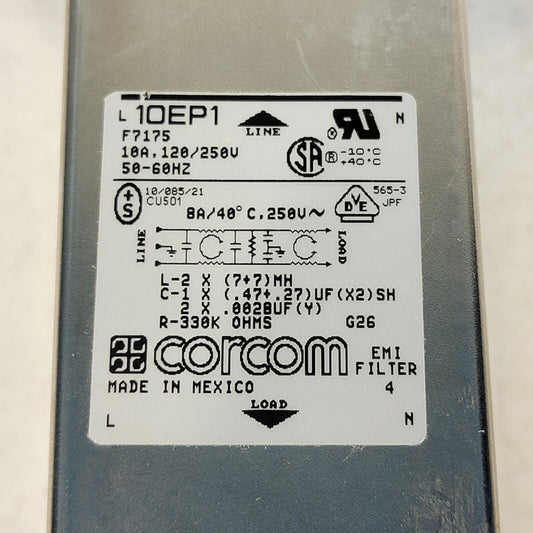 L 10EP1 LINE N
F7175
10A, 120/250V
50-60HZ
-10°C
+40°C
10/085/21
CU501
565-3
JPF
8A/40°C, 250V~
LINE
LOAD
L-2 X (7+7)MH
C-1 X (.47+.27)UF(X2)SH
2 X .0028UF(Y)
R-330K OHMS G26
corcom EMI FILTER
MADE IN MEXICO 4
LOAD
L N